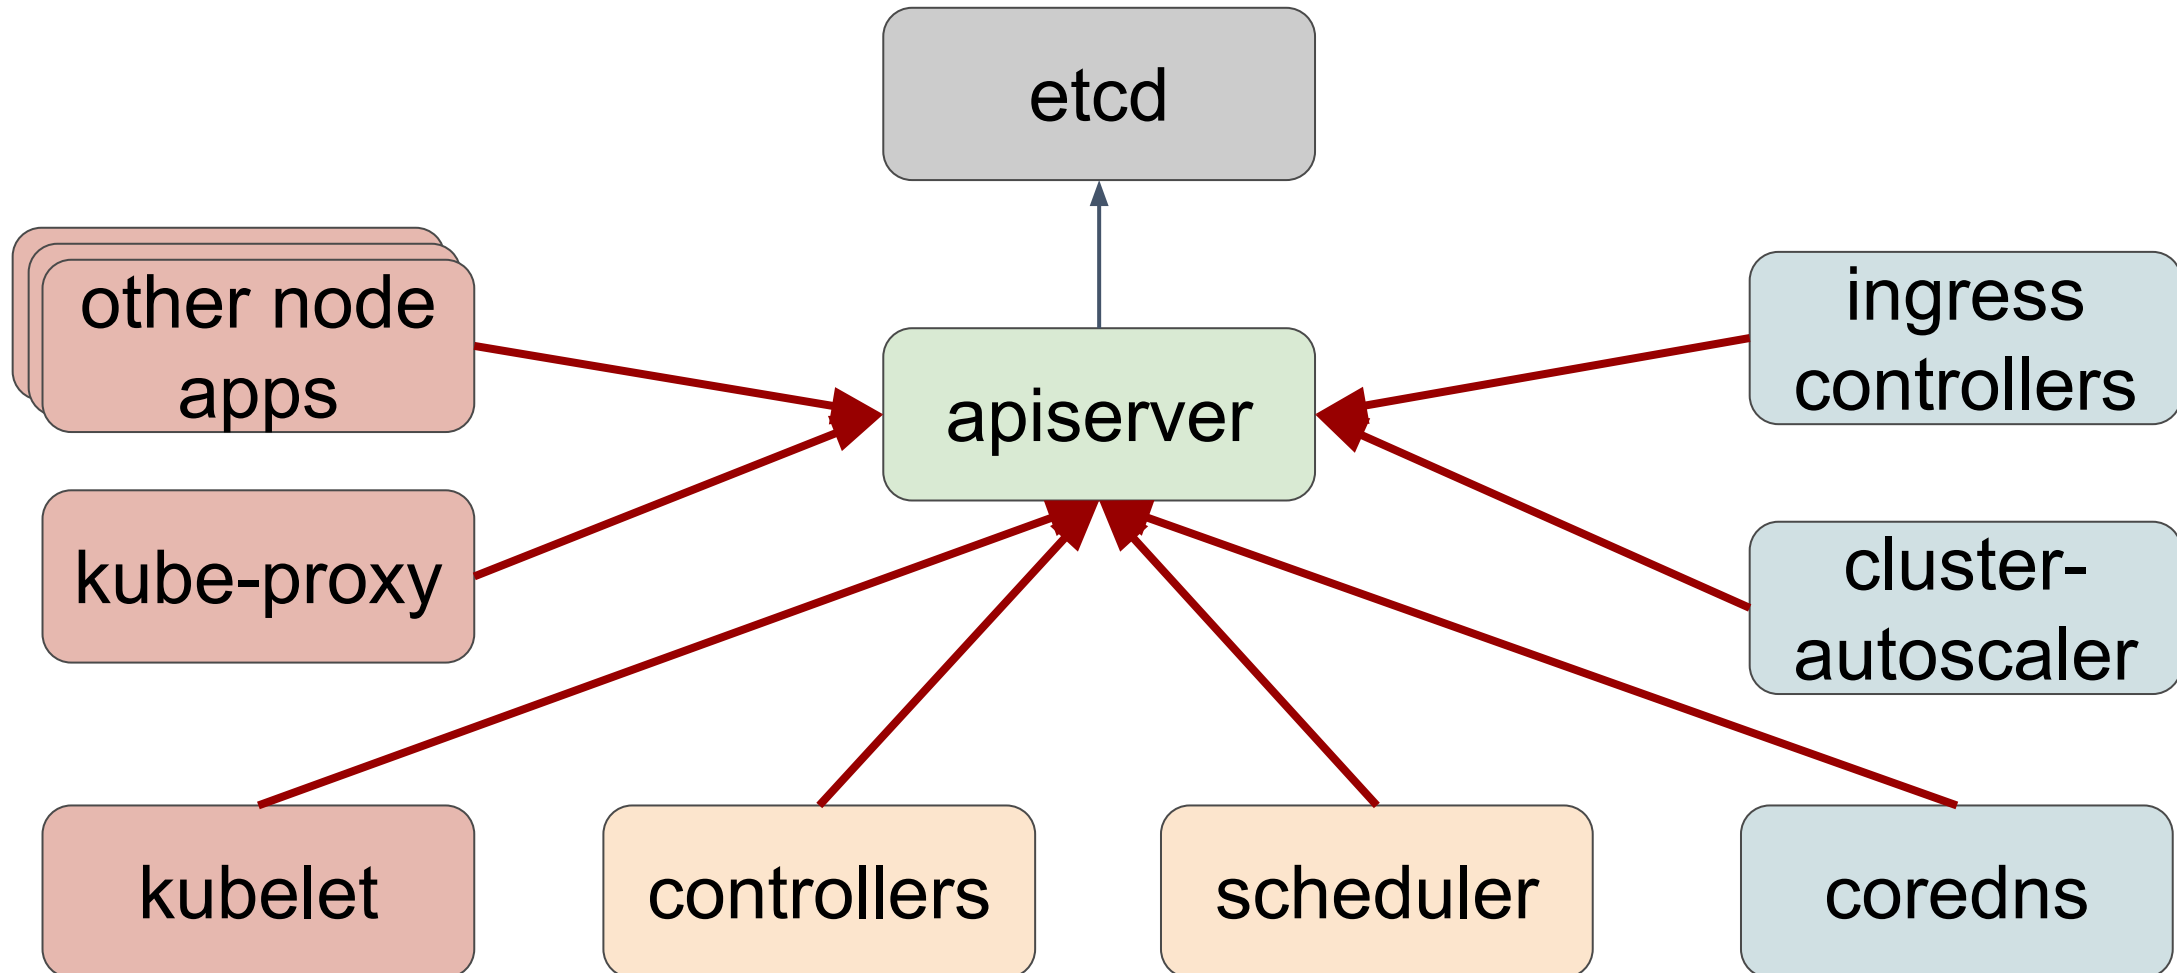 etcd
other node
apps
apiserver
ingress
controllers
kube-proxy
cluster-
autoscaler
kubelet
controllers
scheduler
coredns